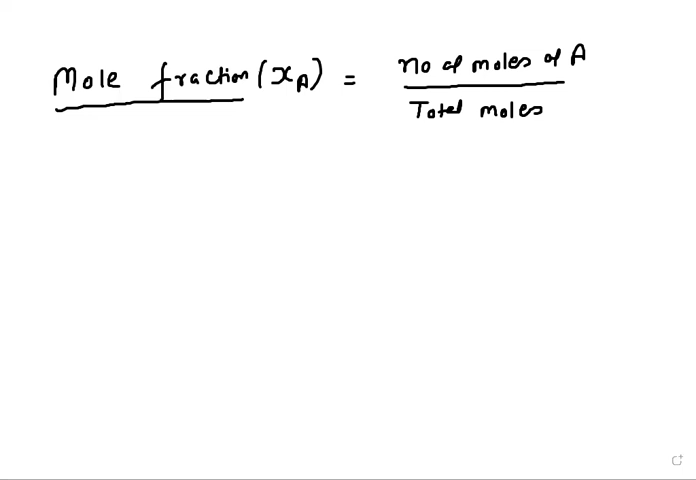 Mole fraction (xA) = no of moles of A
Total moles